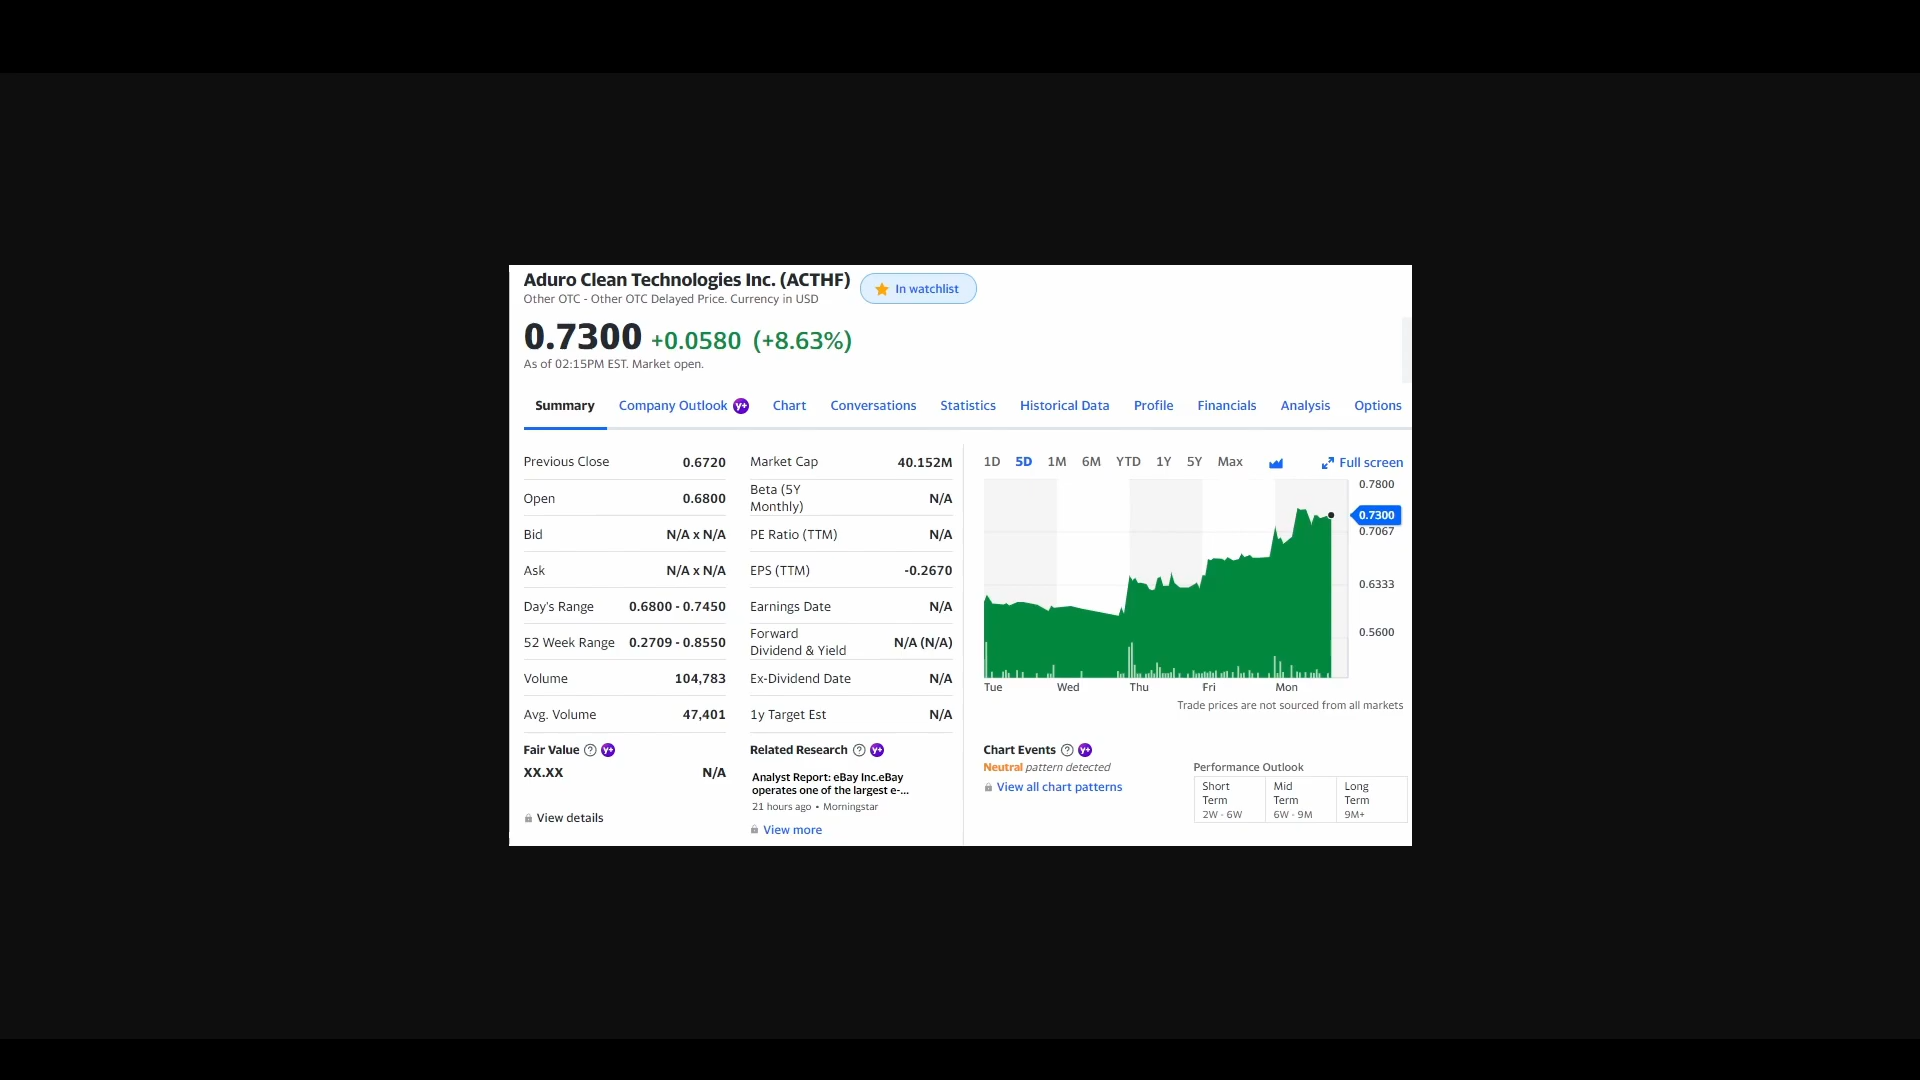 Aduro Clean Technologies Inc. (ACTHF)
In watchlist
Other OTC - Other OTC Delayed Price. Currency in USD
0.7300 +0.0580 (+8.63%)
As of 02:15PM EST. Market open.
Summary Company Outlook Y+ Chart Conversations Statistics Historical Data Profile Financials Analysis Options
Previous Close 0.6720
Open 0.6800
Bid N/A x N/A
Ask N/A x N/A
Day's Range 0.6800 - 0.7450
52 Week Range 0.2709 - 0.8550
Volume 104,783
Avg. Volume 47,401
Market Cap 40.152M
Beta (5Y
Monthly) N/A
PE Ratio (TTM) N/A
EPS (TTM) -0.2670
Earnings Date N/A
Forward
Dividend & Yield N/A (N/A)
Ex-Dividend Date N/A
1y Target Est N/A
1D 5D 1M 6M YTD 1Y 5Y Max Full screen
0.7800
0.7300
0.7067
0.6333
0.5600
Tue Wed Thu Fri Mon
Trade prices are not sourced from all markets
Fair Value ? Y+
XX.XX N/A
View details
Related Research ? Y+
Analyst Report: eBay Inc.eBay
operates one of the largest e-...
21 hours ago • Morningstar
View more
Chart Events ? Y+
Neutral pattern detected
View all chart patterns
Performance Outlook
Short
Term
2W - 6W
Mid
Term
6W - 9M
Long
Term
9M+